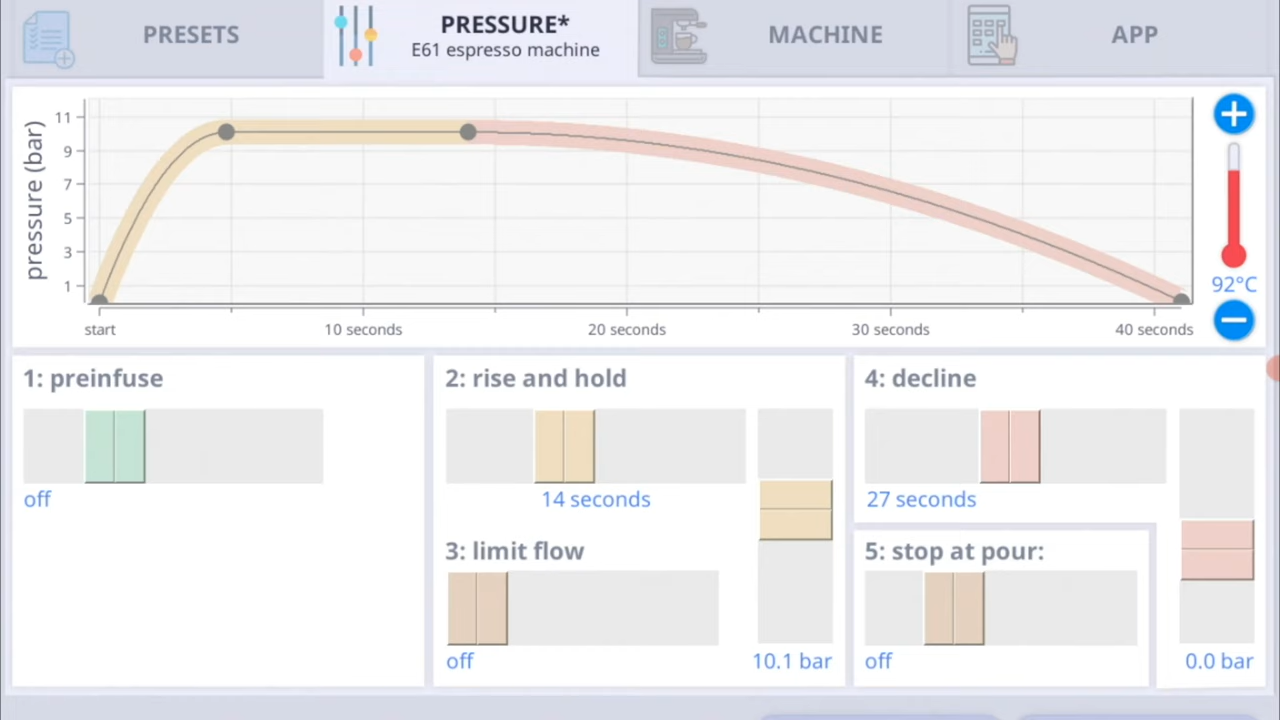 PRESETS
PRESSURE*
E61 espresso machine
MACHINE
APP
pressure (bar)
11
9
7
5
3
1
start
10 seconds
20 seconds
30 seconds
40 seconds
92°C
1: preinfuse
off
2: rise and hold
14 seconds
3: limit flow
off
10.1 bar
4: decline
27 seconds
5: stop at pour:
off
0.0 bar